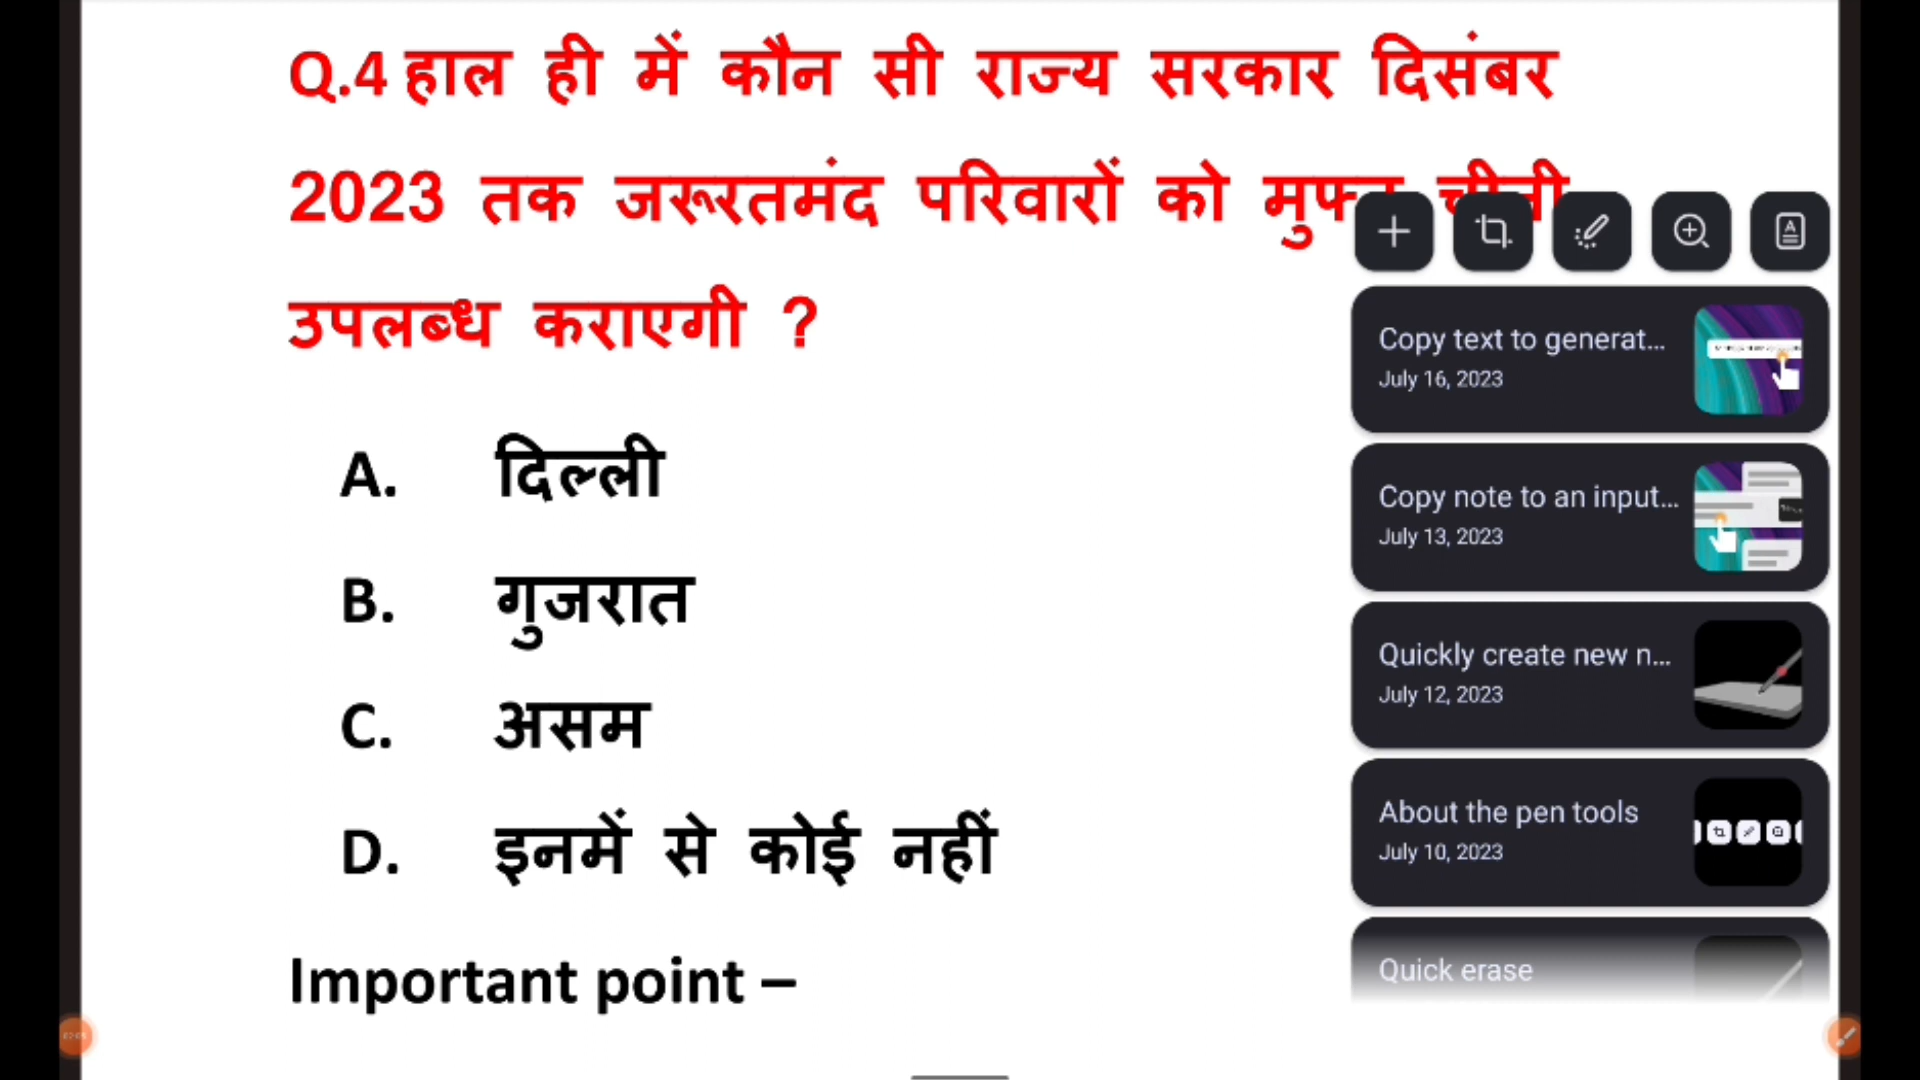 Q.4 हाल ही में कौन सी राज्य सरकार दिसंबर
2023 तक जरूरतमंद परिवारों को
उपलब्ध कराएगी ?
A. दिल्ली
B. गुजरात
C. असम
D. इनमें से कोई नहीं
Important point –
Copy text to generat...
July 16, 2023
Copy note to an input...
July 13, 2023
Quickly create new n...
July 12, 2023
About the pen tools
July 10, 2023
Quick erase